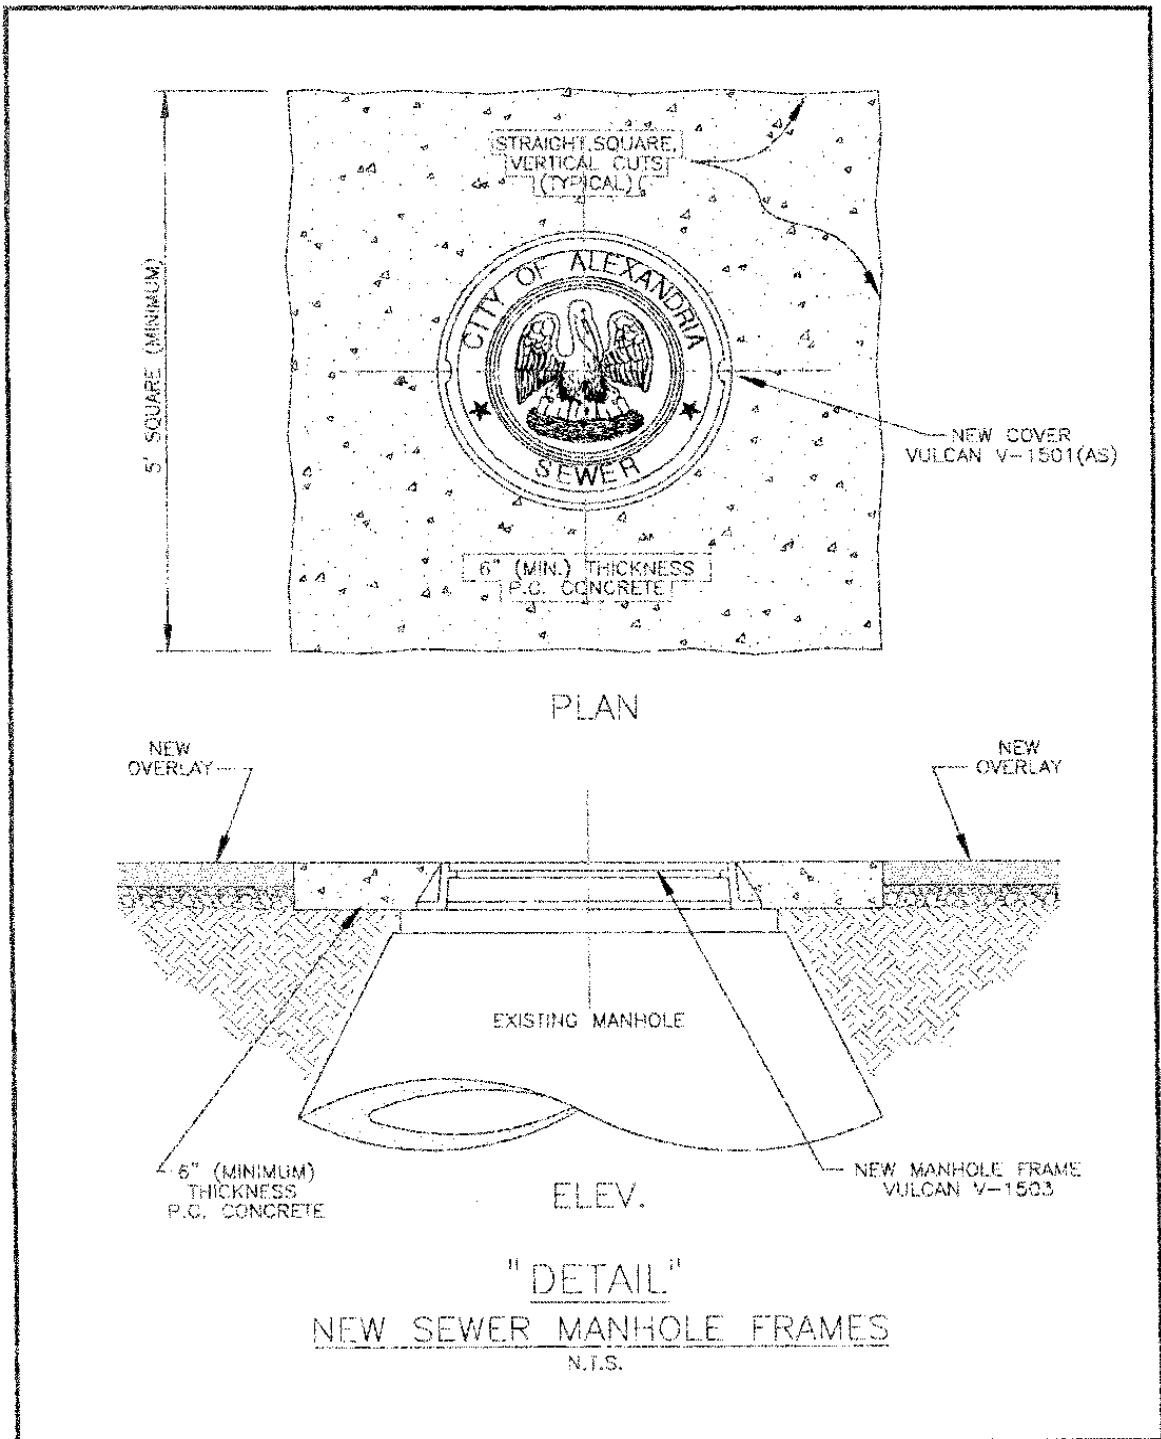 STRAIGHT, SQUARE,
VERTICAL CUTS
(TYPICAL)
5' SQUARE (MINIMUM)
CITY OF ALEXANDRIA
SEWER
NEW COVER
VULCAN V-1501(AS)
6" (MIN.) THICKNESS
P.C. CONCRETE
PLAN
NEW
OVERLAY
NEW
OVERLAY
EXISTING MANHOLE
6" (MINIMUM)
THICKNESS
P.C. CONCRETE
NEW MANHOLE FRAME
VULCAN V-1503
ELEV.
"DETAIL"
NEW SEWER MANHOLE FRAMES
N.T.S.